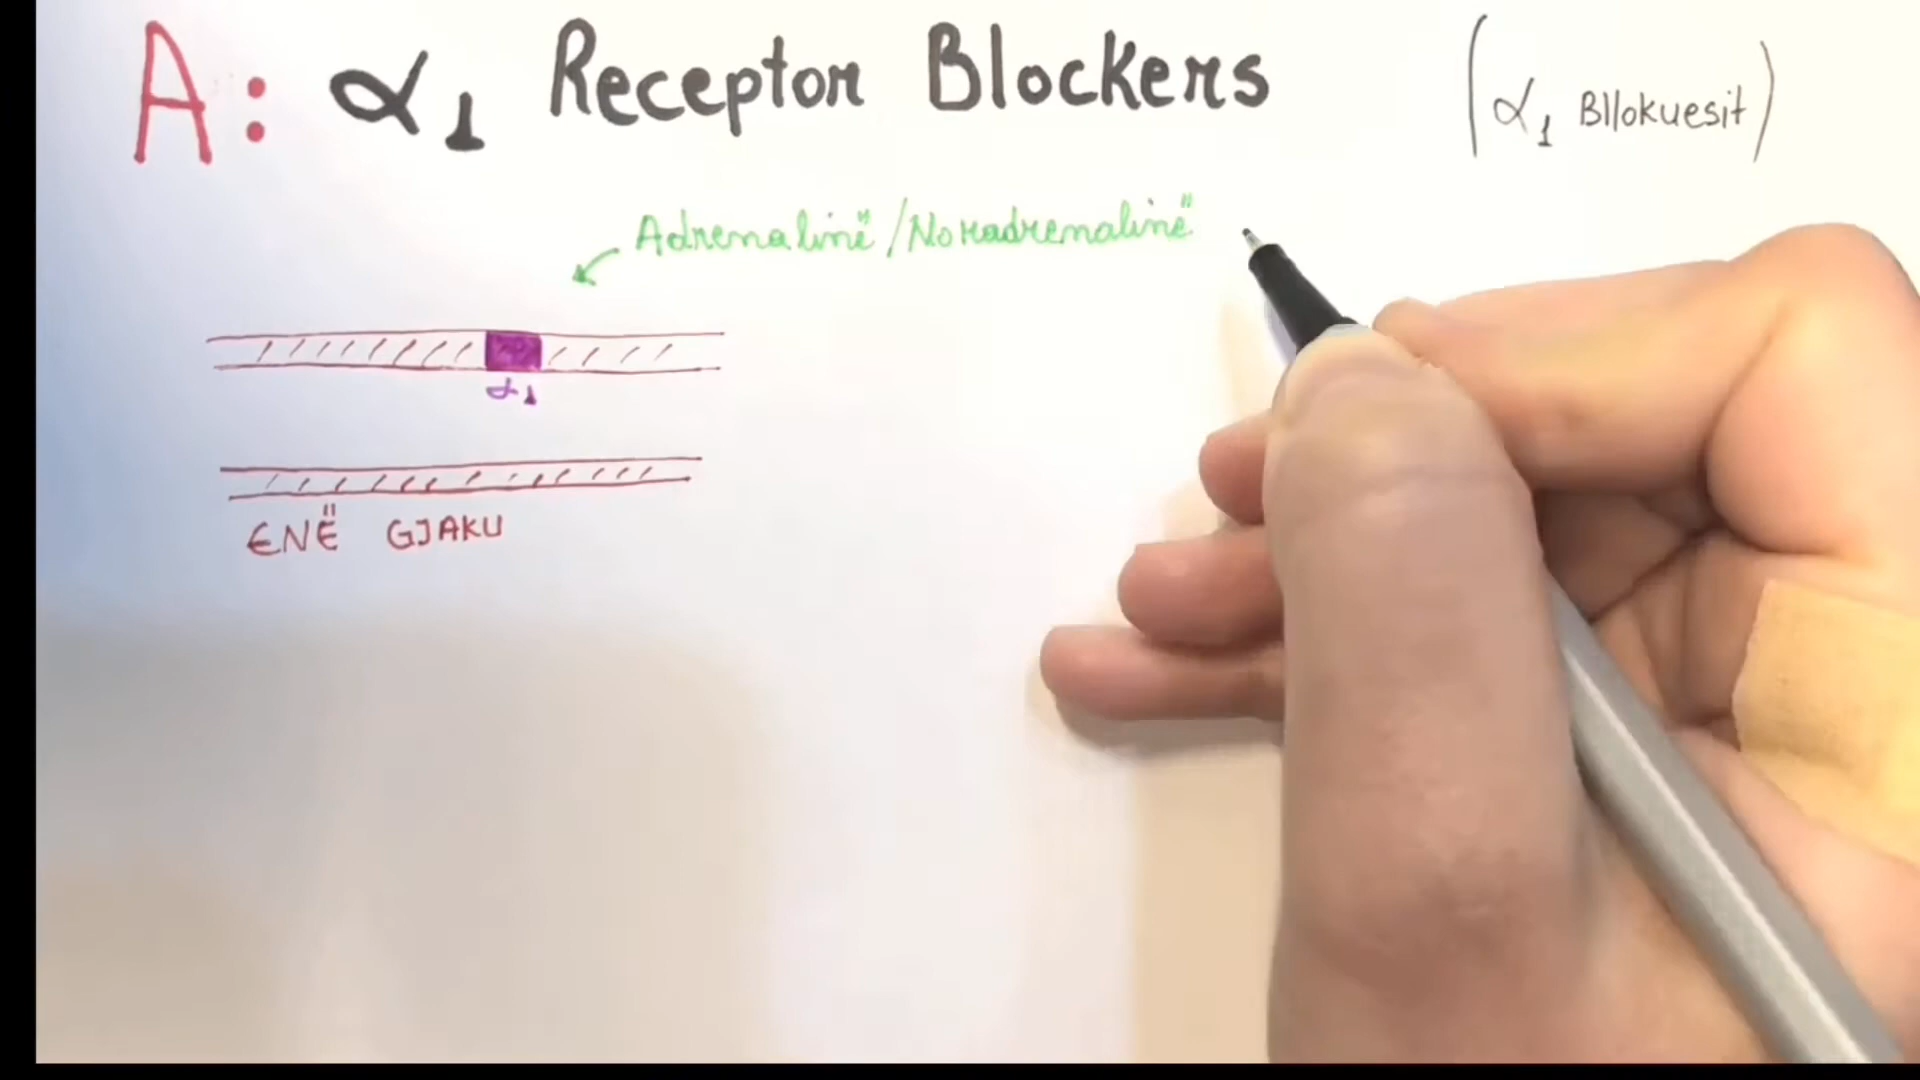 A: α₁ Receptor Blockers (α₁ Bllokuesit)
Adrenalinë/Noradrenalinë
α₁
ENË GJAKU